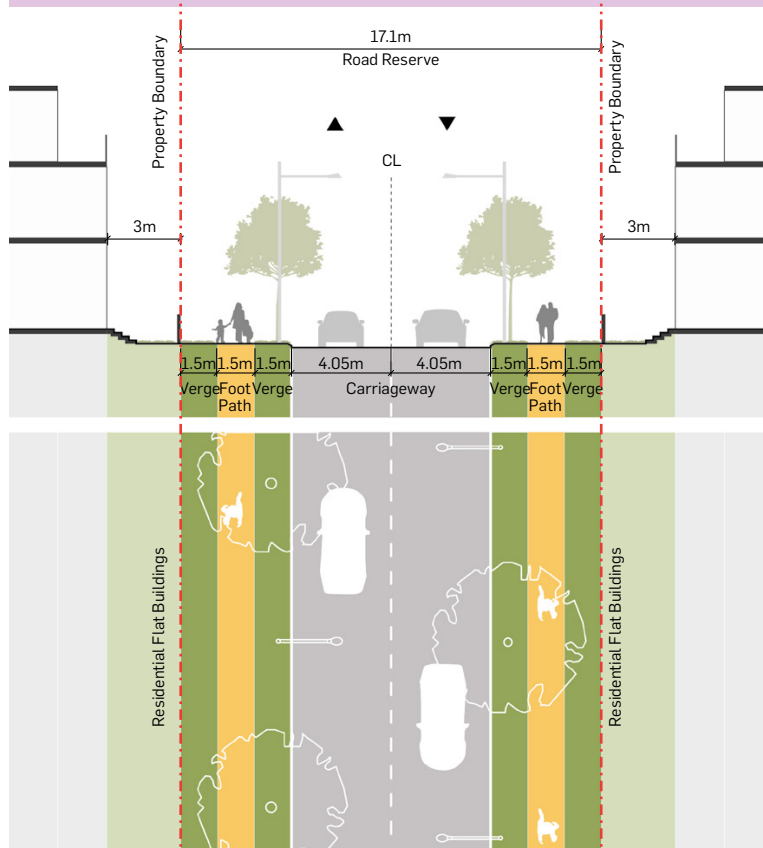 17.1m
Road Reserve
Property Boundary
Property Boundary
CL
3m
3m
1.5m 1.5m 1.5m 4.05m 4.05m 1.5m 1.5m 1.5m
Verge Foot Verge Carriageway Verge Foot Verge
Path Path
Residential Flat Buildings
Residential Flat Buildings